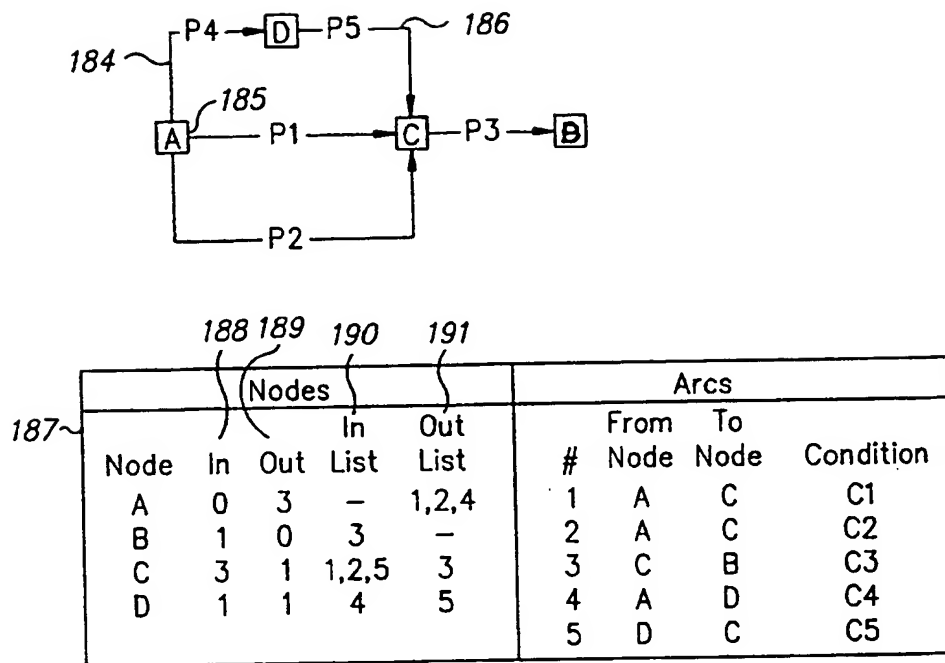 P4 D P5 186
184
185
A P1 C P3 B
P2
188 189 190 191
Nodes Arcs
187
In Out From To
Node In Out List List # Node Node Condition
A 0 3 – 1,2,4 1 A C C1
B 1 0 3 – 2 A C C2
C 3 1 1,2,5 3 3 C B C3
D 1 1 4 5 4 A D C4
5 D C C5